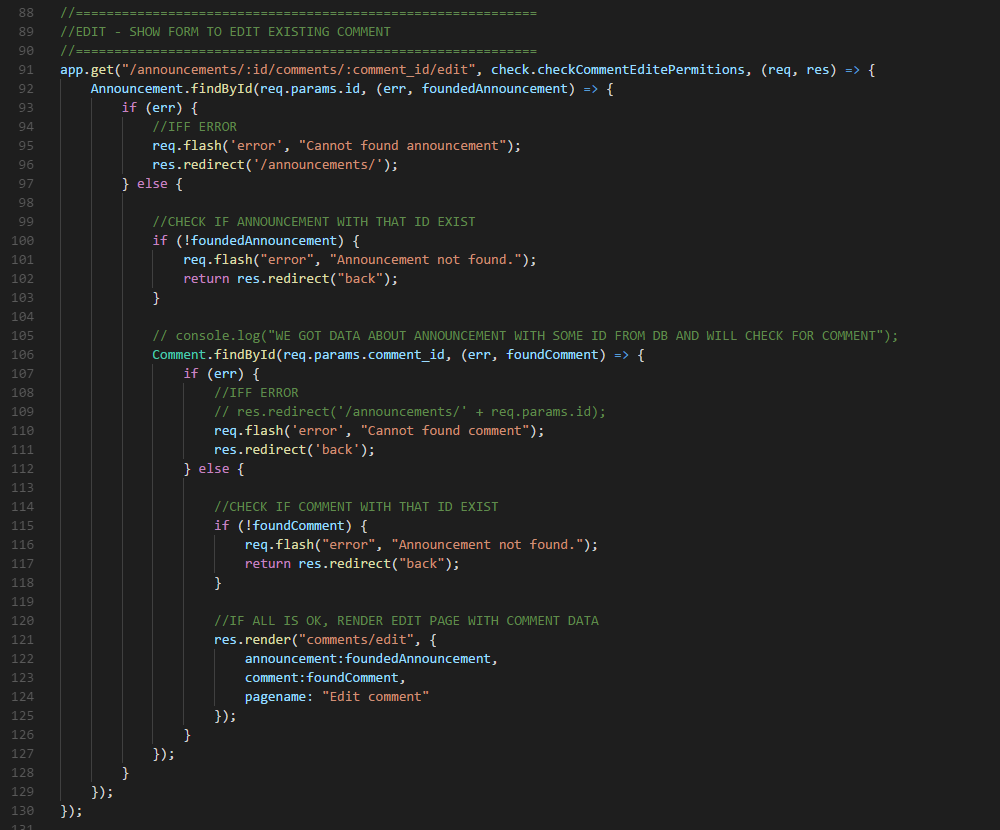 88 //============================================================
89 //EDIT - SHOW FORM TO EDIT EXISTING COMMENT
90 //============================================================
91 app.get("/announcements/:id/comments/:comment_id/edit", check.checkCommentEditePermitions, (req, res) => {
92 Announcement.findById(req.params.id, (err, foundedAnnouncement) => {
93 if (err) {
94 //IFF ERROR
95 req.flash('error', "Cannot found announcement");
96 res.redirect('/announcements/');
97 } else {
98
99 //CHECK IF ANNOUNCEMENT WITH THAT ID EXIST
100 if (!foundedAnnouncement) {
101 req.flash("error", "Announcement not found.");
102 return res.redirect("back");
103 }
104
105 // console.log("WE GOT DATA ABOUT ANNOUNCEMENT WITH SOME ID FROM DB AND WILL CHECK FOR COMMENT");
106 Comment.findById(req.params.comment_id, (err, foundComment) => {
107 if (err) {
108 //IFF ERROR
109 // res.redirect('/announcements/' + req.params.id);
110 req.flash('error', "Cannot found comment");
111 res.redirect('back');
112 } else {
113
114 //CHECK IF COMMENT WITH THAT ID EXIST
115 if (!foundComment) {
116 req.flash("error", "Announcement not found.");
117 return res.redirect("back");
118 }
119
120 //IF ALL IS OK, RENDER EDIT PAGE WITH COMMENT DATA
121 res.render("comments/edit", {
122 announcement:foundedAnnouncement,
123 comment:foundComment,
124 pagename: "Edit comment"
125 });
126 }
127 });
128 }
129 });
130 });
131